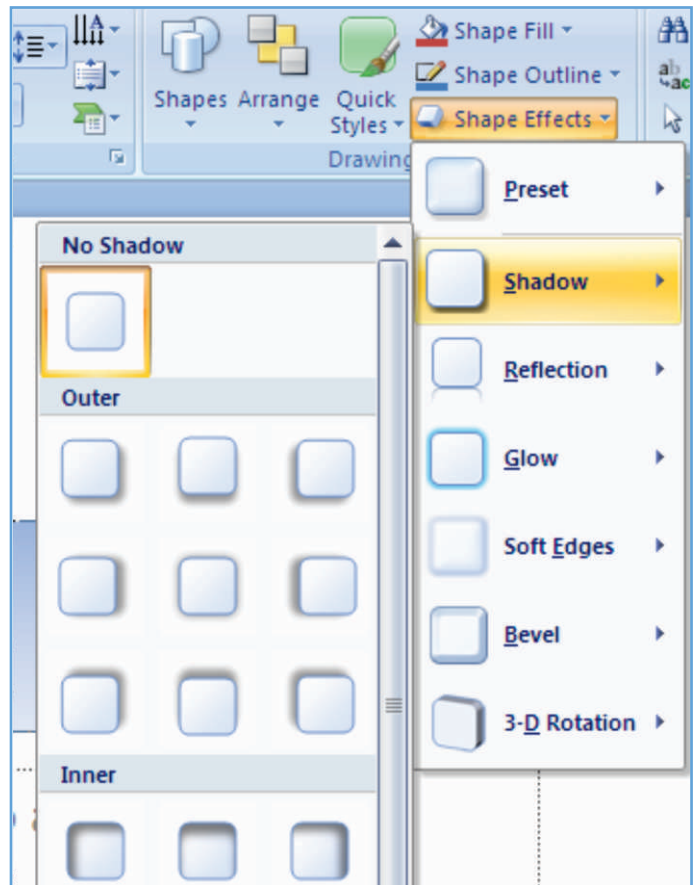 Shape Fill
Shape Outline
Shapes Arrange Quick Styles
Shape Effects
Drawing
Preset
No Shadow
Shadow
Reflection
Outer
Glow
Soft Edges
Bevel
3-D Rotation
Inner